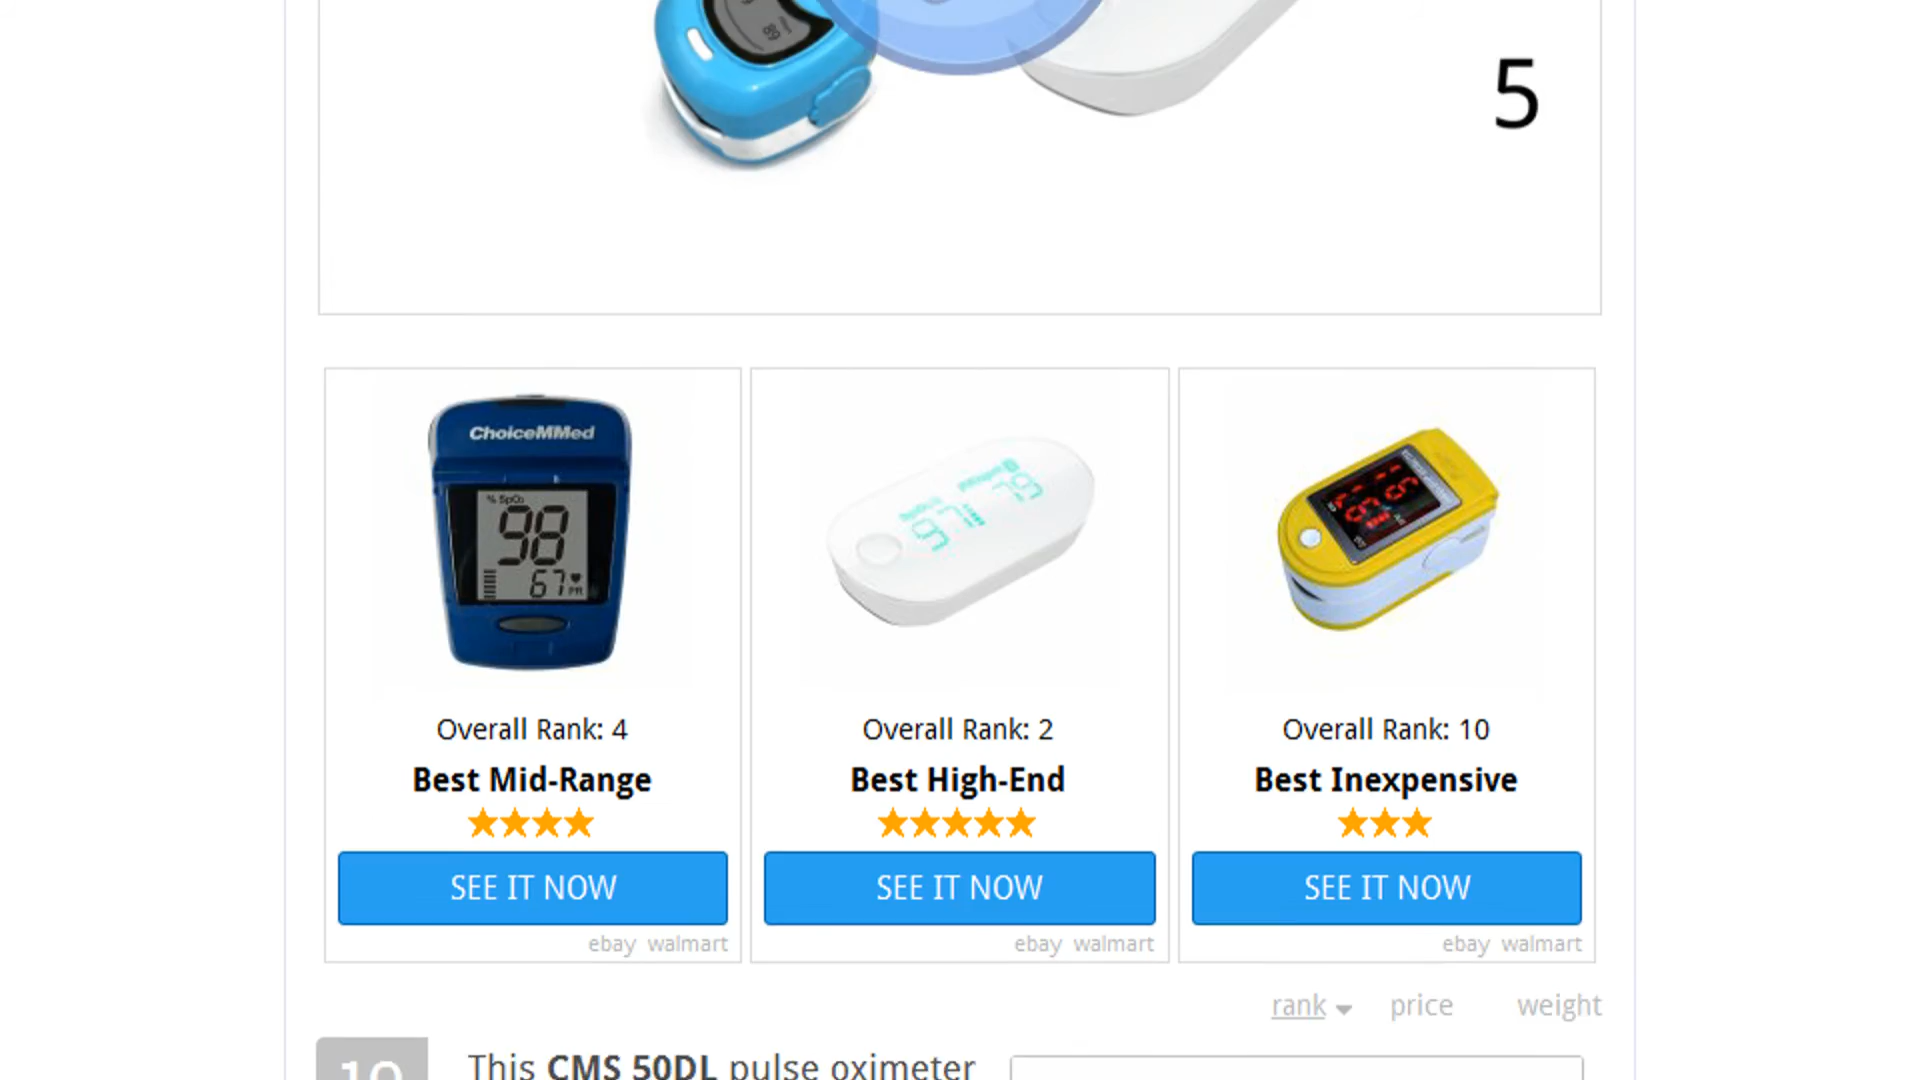 5
ChoiceMMed
% SpO₂
98
67
PR
Overall Rank: 4
Best Mid-Range
SEE IT NOW
ebay walmart
Overall Rank: 2
Best High-End
SEE IT NOW
ebay walmart
Overall Rank: 10
Best Inexpensive
SEE IT NOW
ebay walmart
rank price weight
10
This CMS 50DL pulse oximeter